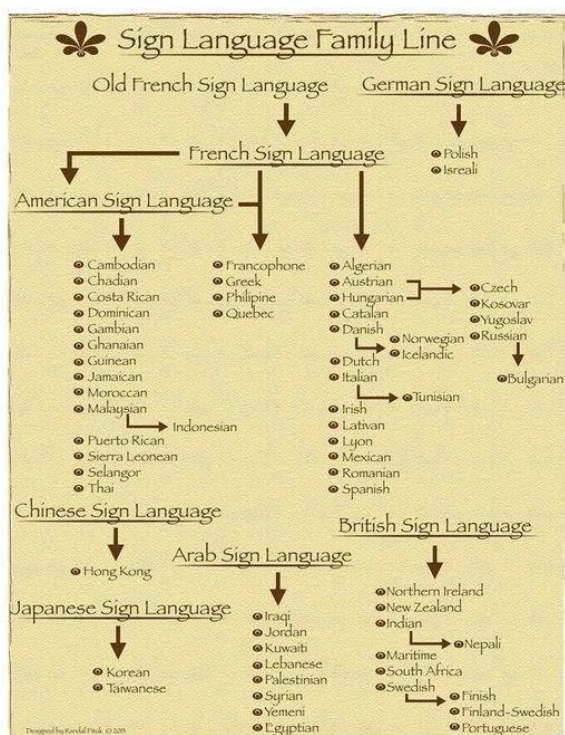 Sign Language Family Line
Old French Sign Language
German Sign Language
Polish
Isreali
French Sign Language
American Sign Language
Cambodian
Chadian
Costa Rican
Dominican
Gambian
Ghanaian
Guinean
Jamaican
Moroccan
Malaysian
Indonesian
Puerto Rican
Sierra Leonean
Selangor
Thai
Francophone
Greek
Philipine
Quebec
Algerian
Austrian
Hungarian
Catalan
Danish
Norwegian
Icelandic
Dutch
Italian
Tunisian
Irish
Lativan
Lyon
Mexican
Romanian
Spanish
Czech
Kosovar
Yugoslav
Russian
Bulgarian
Chinese Sign Language
Hong Kong
Japanese Sign Language
Korean
Taiwanese
Arab Sign Language
Iraqi
Jordan
Kuwaiti
Lebanese
Palestinian
Syrian
Yemeni
Egyptian
British Sign Language
Northern Ireland
New Zealand
Indian
Nepali
Maritime
South Africa
Swedish
Finish
Finland-Swedish
Portuguese
Designed by Randal Pituk © 2013